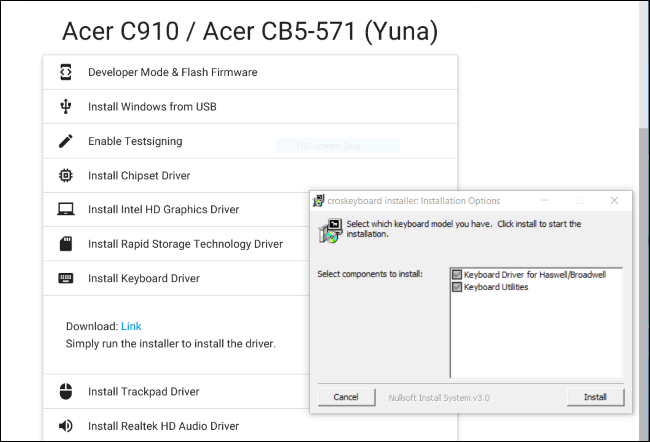 Acer C910 / Acer CB5-571 (Yuna)
Developer Mode & Flash Firmware
Install Windows from USB
Enable Testsigning
Install Chipset Driver
Install Intel HD Graphics Driver
Install Rapid Storage Technology Driver
Install Keyboard Driver
Download: Link
Simply run the installer to install the driver.
Install Trackpad Driver
Install Realtek HD Audio Driver
croskeyboard installer: Installation Options
Select which keyboard model you have. Click install to start the
installation.
Select components to install:
Keyboard Driver for Haswell/Broadwell
Keyboard Utilities
Cancel
Nullsoft Install System v3.0
Install